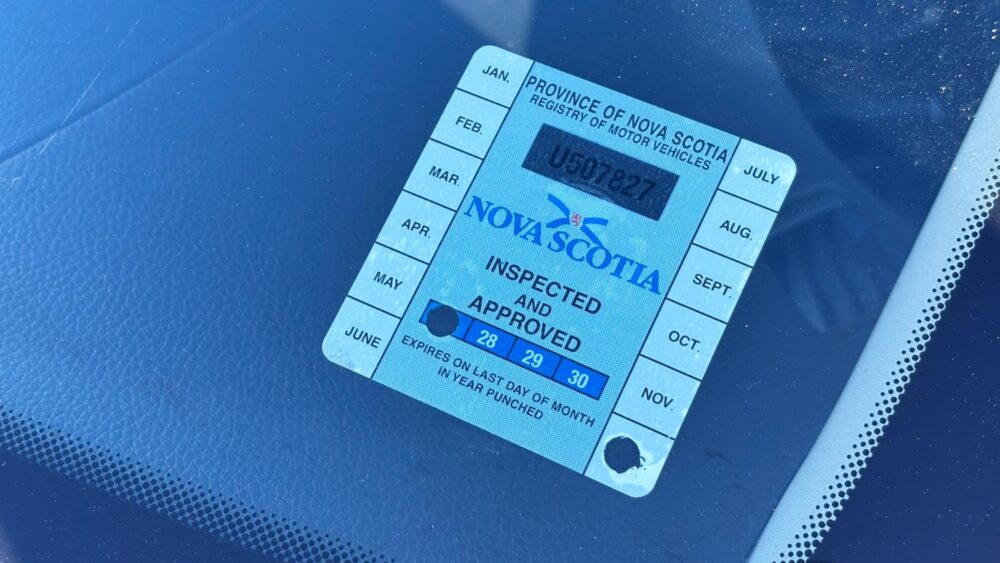 JAN.
FEB.
MAR.
APR.
MAY
JUNE
PROVINCE OF NOVA SCOTIA
REGISTRY OF MOTOR VEHICLES
U507827
NOVA SCOTIA
INSPECTED
AND
APPROVED
28 29 30
EXPIRES ON LAST DAY OF MONTH
IN YEAR PUNCHED
JULY
AUG.
SEPT.
OCT.
NOV.